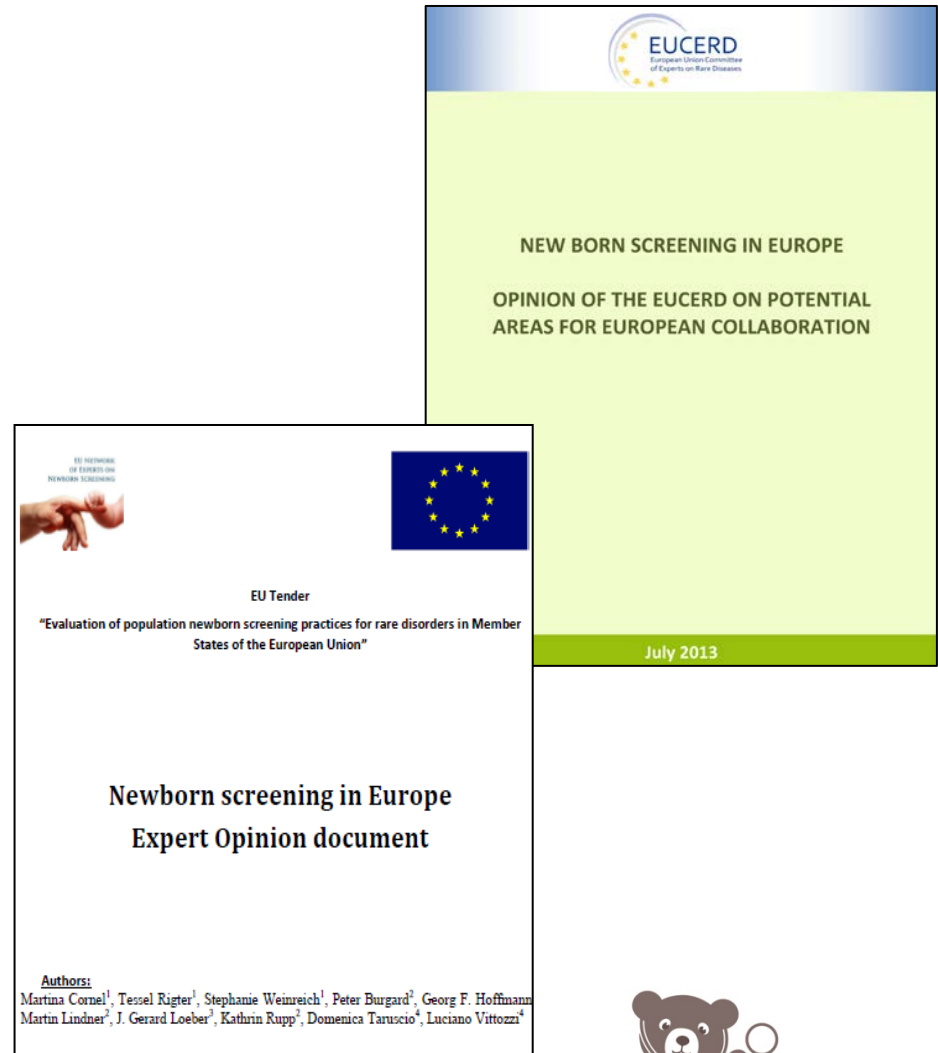 EUCERD
European Union Committee
of Experts on Rare Diseases
NEW BORN SCREENING IN EUROPE
OPINION OF THE EUCERD ON POTENTIAL
AREAS FOR EUROPEAN COLLABORATION
July 2013
EU NETWORK
OF EXPERTS ON
NEWBORN SCREENING
EU Tender
“Evaluation of population newborn screening practices for rare disorders in Member
States of the European Union”
Newborn screening in Europe
Expert Opinion document
Authors:
Martina Cornel¹, Tessel Rigter¹, Stephanie Weinreich¹, Peter Burgard², Georg F. Hoffmann
Martin Lindner², J. Gerard Loeber³, Kathrin Rupp², Domenica Taruscio⁴, Luciano Vittozzi⁴